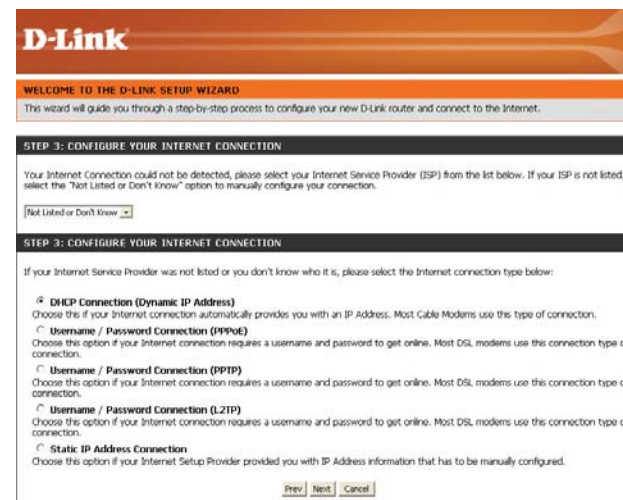 D-Link
WELCOME TO THE D-LINK SETUP WIZARD
This wizard will guide you through a step-by-step process to configure your new D-Link router and connect to the Internet.
STEP 3: CONFIGURE YOUR INTERNET CONNECTION
Your Internet Connection could not be detected, please select your Internet Service Provider (ISP) from the list below. If your ISP is not listed,
select the "Not Listed or Don't Know" option to manually configure your connection.
Not Listed or Don't Know
STEP 3: CONFIGURE YOUR INTERNET CONNECTION
If your Internet Service Provider was not listed or you don't know who it is, please select the Internet connection type below:
DHCP Connection (Dynamic IP Address)
Choose this if your Internet connection automatically provides you with an IP Address. Most Cable Modems use this type of connection.
Username / Password Connection (PPPoE)
Choose this option if your Internet connection requires a username and password to get online. Most DSL modems use this connection type
connection.
Username / Password Connection (PPTP)
Choose this option if your Internet connection requires a username and password to get online. Most DSL modems use this connection type
connection.
Username / Password Connection (L2TP)
Choose this option if your Internet connection requires a username and password to get online. Most DSL modems use this connection type
connection.
Static IP Address Connection
Choose this option if your Internet Setup Provider provided you with IP Address information that has to be manually configured.
Prev Next Cancel